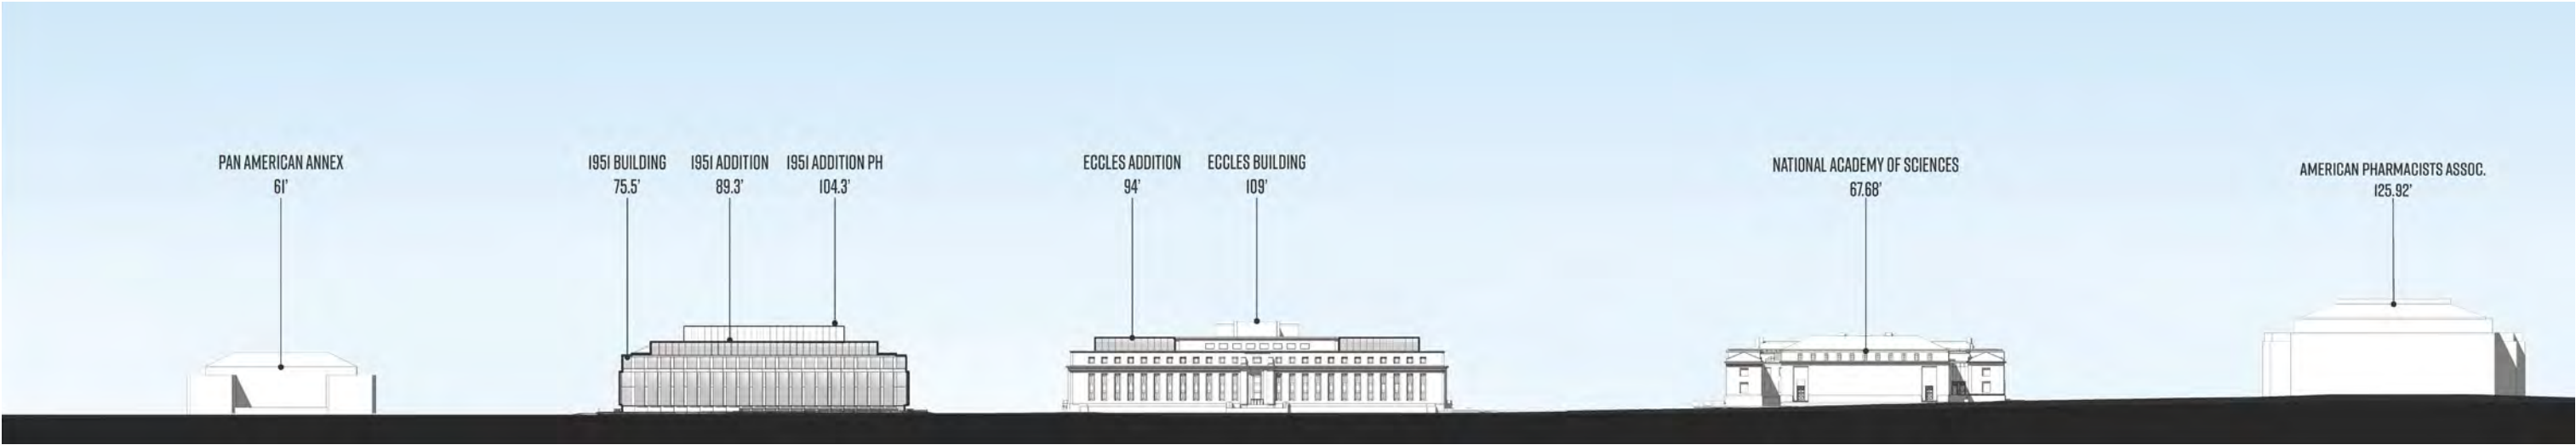 PAN AMERICAN ANNEX
61'
1951 BUILDING
75.5'
1951 ADDITION
89.3'
1951 ADDITION PH
104.3'
ECCLES ADDITION
94'
ECCLES BUILDING
109'
NATIONAL ACADEMY OF SCIENCES
67.68'
AMERICAN PHARMACISTS ASSOC.
125.92'